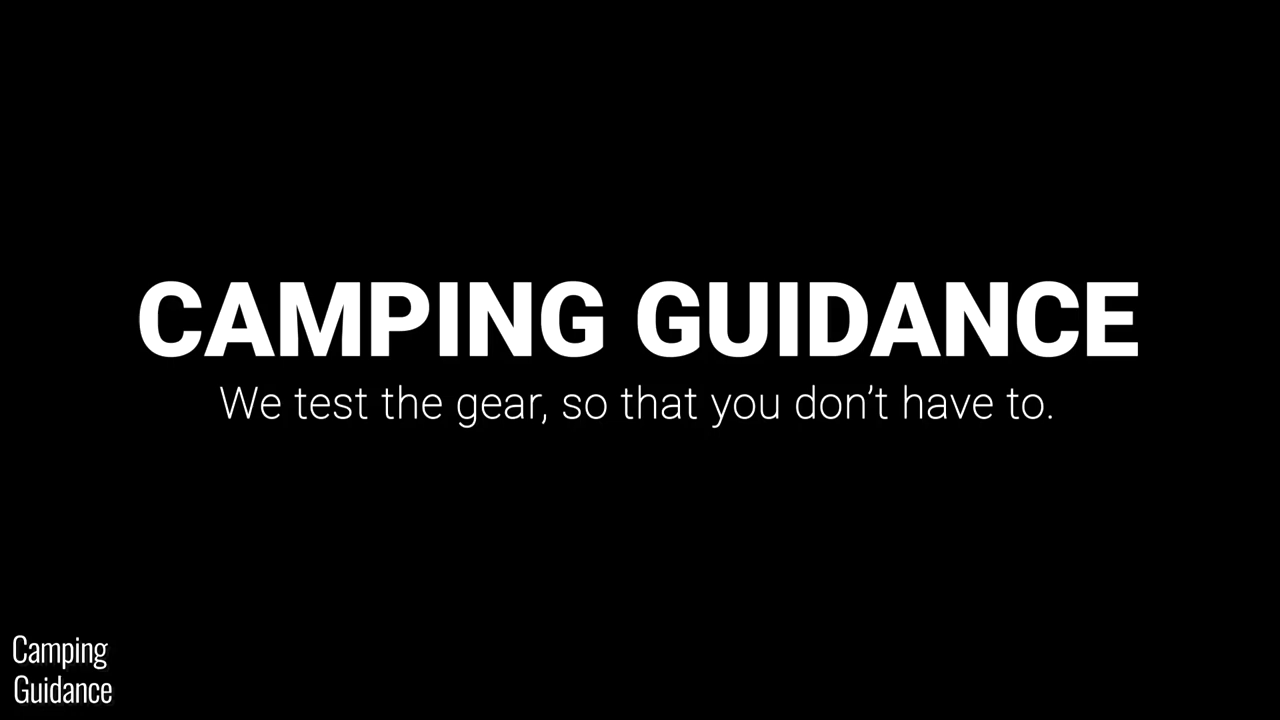 CAMPING GUIDANCE
We test the gear, so that you don’t have to.
Camping
Guidance